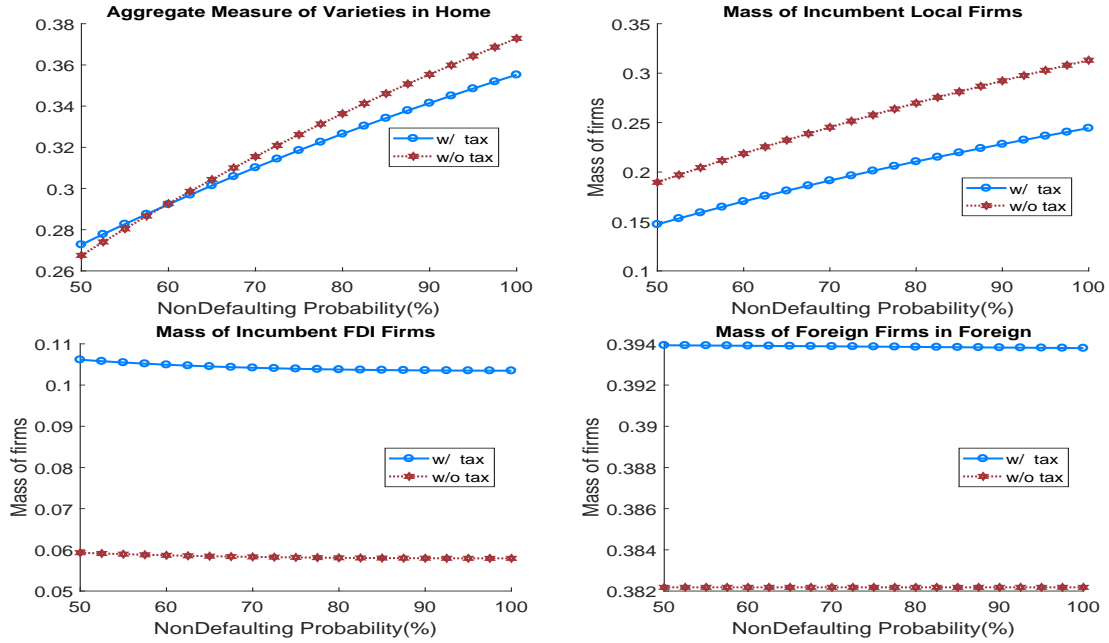 Aggregate Measure of Varieties in Home
0.38
0.36
0.34
0.32
0.3
0.28
0.26
w/ tax
w/o tax
50 60 70 80 90 100
NonDefaulting Probability(%)
Mass of Incumbent Local Firms
0.35
0.3
0.25
0.2
0.15
0.1
Mass of firms
w/ tax
w/o tax
50 60 70 80 90 100
NonDefaulting Probability(%)
Mass of Incumbent FDI Firms
0.11
0.1
0.09
0.08
0.07
0.06
0.05
Mass of firms
w/ tax
w/o tax
50 60 70 80 90 100
NonDefaulting Probability(%)
Mass of Foreign Firms in Foreign
0.394
0.392
0.39
0.388
0.386
0.384
0.382
Mass of firms
w/ tax
w/o tax
50 60 70 80 90 100
NonDefaulting Probability(%)